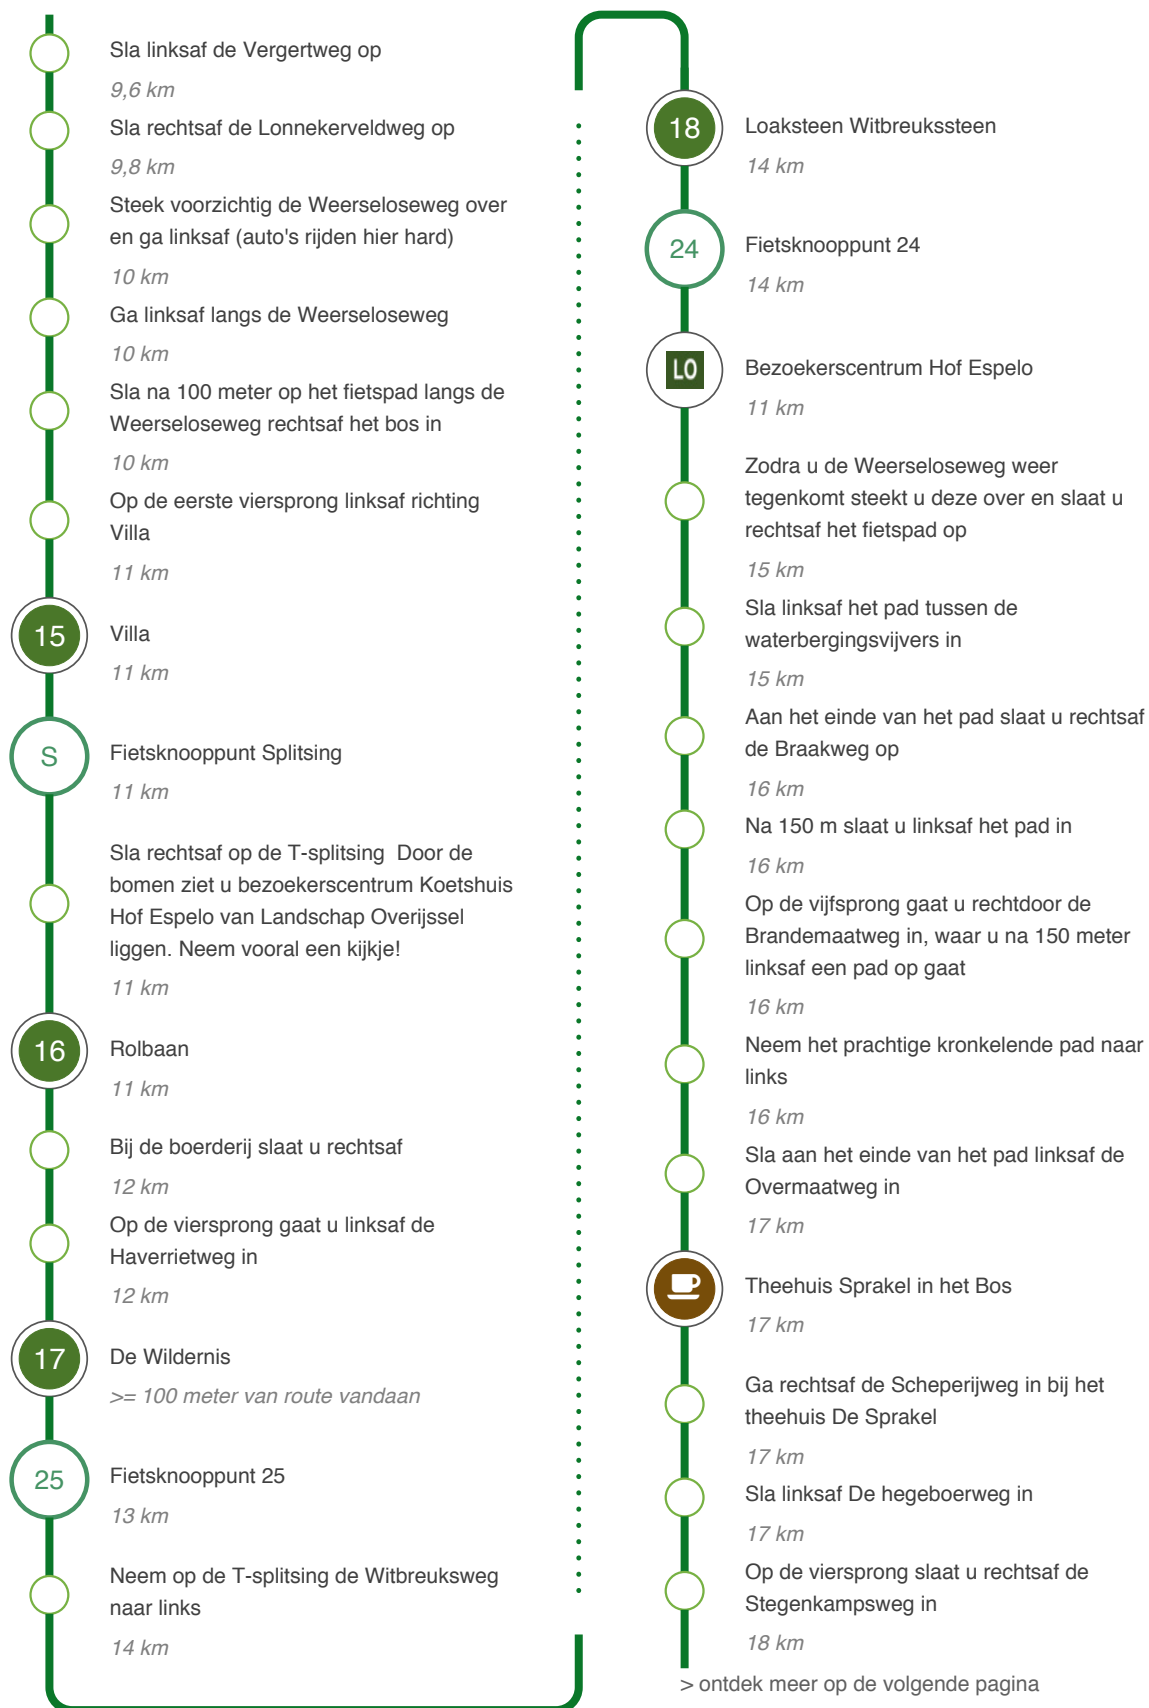 Sla linksaf de Vergertweg op
9,6 km
Sla rechtsaf de Lonnekerveldweg op
9,8 km
Steek voorzichtig de Weerseloseweg over
en ga linksaf (auto's rijden hier hard)
10 km
Ga linksaf langs de Weerseloseweg
10 km
Sla na 100 meter op het fietspad langs de
Weerseloseweg rechtsaf het bos in
10 km
Op de eerste viersprong linksaf richting
Villa
11 km
15
Villa
11 km
S
Fietsknooppunt Splitsing
11 km
Sla rechtsaf op de T-splitsing  Door de
bomen ziet u bezoekerscentrum Koetshuis
Hof Espelo van Landschap Overijssel
liggen. Neem vooral een kijkje!
11 km
16
Rolbaan
11 km
Bij de boerderij slaat u rechtsaf
12 km
Op de viersprong gaat u linksaf de
Haverrietweg in
12 km
17
De Wildernis
>= 100 meter van route vandaan
25
Fietsknooppunt 25
13 km
Neem op de T-splitsing de Witbreuksweg
naar links
14 km
18
Loaksteen Witbreukssteen
14 km
24
Fietsknooppunt 24
14 km
LO
Bezoekerscentrum Hof Espelo
11 km
Zodra u de Weerseloseweg weer
tegenkomt steekt u deze over en slaat u
rechtsaf het fietspad op
15 km
Sla linksaf het pad tussen de
waterbergingsvijvers in
15 km
Aan het einde van het pad slaat u rechtsaf
de Braakweg op
16 km
Na 150 m slaat u linksaf het pad in
16 km
Op de vijfsprong gaat u rechtdoor de
Brandemaatweg in, waar u na 150 meter
linksaf een pad op gaat
16 km
Neem het prachtige kronkelende pad naar
links
16 km
Sla aan het einde van het pad linksaf de
Overmaatweg in
17 km
Theehuis Sprakel in het Bos
17 km
Ga rechtsaf de Scheperijweg in bij het
theehuis De Sprakel
17 km
Sla linksaf De hegeboerweg in
17 km
Op de viersprong slaat u rechtsaf de
Stegenkampsweg in
18 km
> ontdek meer op de volgende pagina